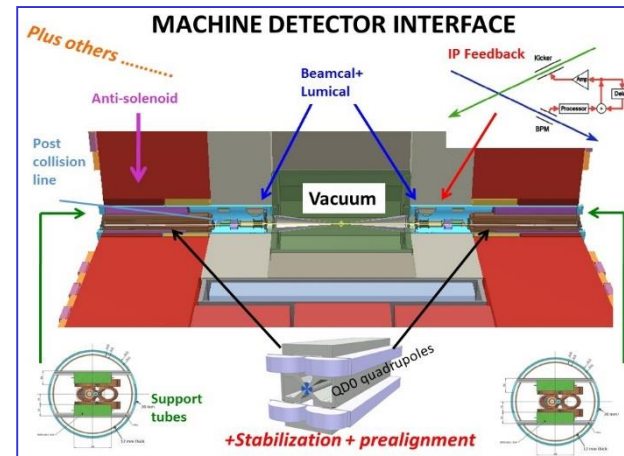 MACHINE DETECTOR INTERFACE
Plus others .........
IP Feedback
Kicker
Amp
Processor
BPM
Beamcal+
Lumical
Anti-solenoid
Post
collision
line
Vacuum
QD0 quadrupoles
Support
tubes
+Stabilization + prealignment